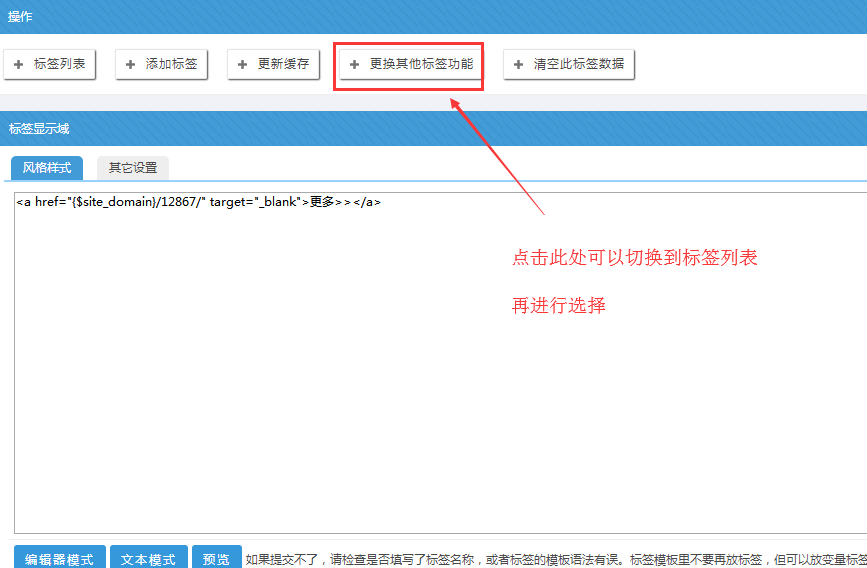 操作
+ 标签列表 + 添加标签 + 更新缓存 + 更换其他标签功能 + 清空此标签数据
标签显示域
风格样式 其它设置
<a href="{$site_domain}/12867/" target="_blank">更多>></a>
点击此处可以切换到标签列表
再进行选择
编辑器模式 文本模式 预览 如果提交不了，请检查是否填写了标签名称，或者标签的模板语法有误。标签模板里不要再放标签，但可以放变量标签